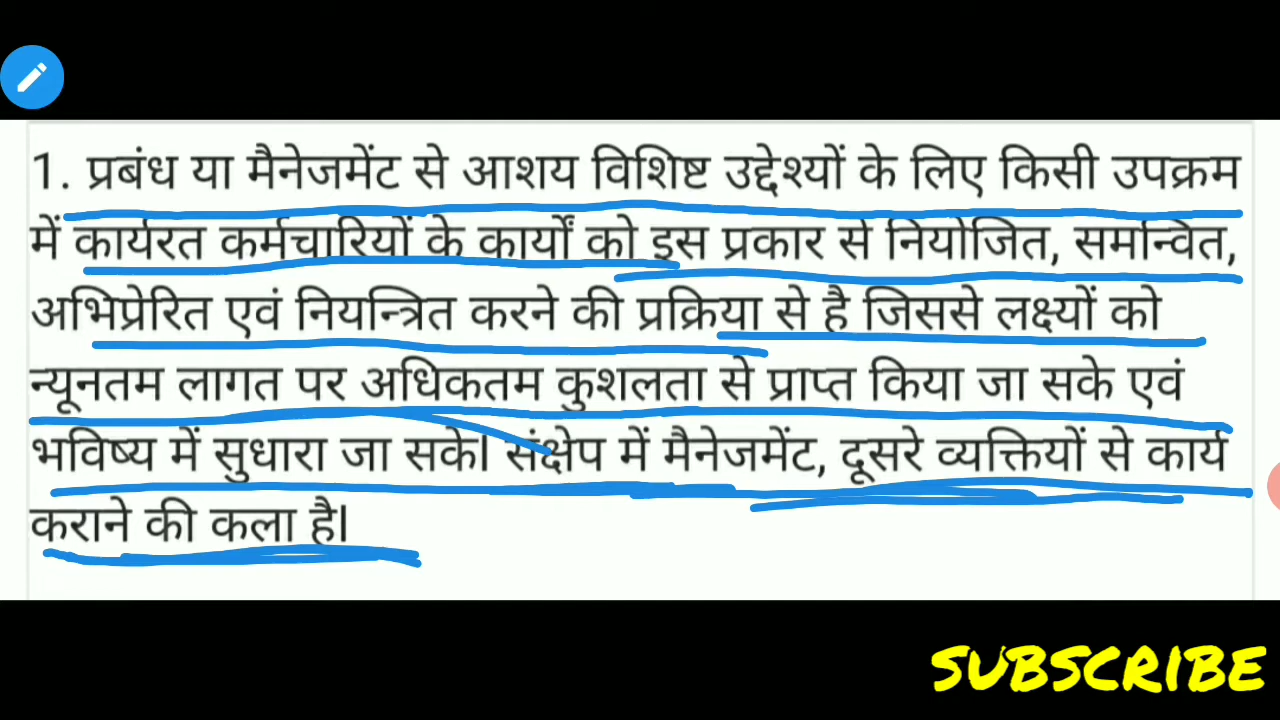 1. प्रबंध या मैनेजमेंट से आशय विशिष्ट उद्देश्यों के लिए किसी उपक्रम
में कार्यरत कर्मचारियों के कार्यों को इस प्रकार से नियोजित, समन्वित,
अभिप्रेरित एवं नियन्त्रित करने की प्रक्रिया से है जिससे लक्ष्यों को
न्यूनतम लागत पर अधिकतम कुशलता से प्राप्त किया जा सके एवं
भविष्य में सुधारा जा सके। संक्षेप में मैनेजमेंट, दूसरे व्यक्तियों से कार्य
कराने की कला है।
SUBSCRIBE